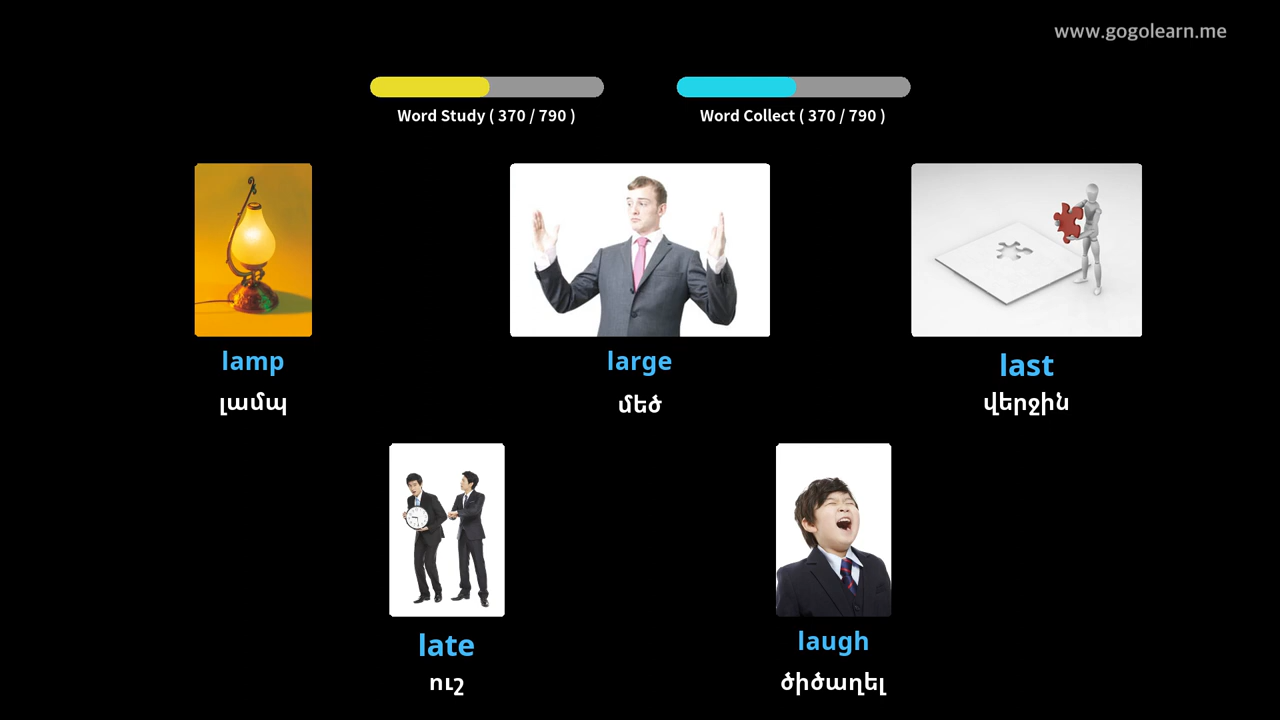 www.gogolearn.me
Word Study ( 370 / 790 )
Word Collect ( 370 / 790 )
lamp
large
last
լամպ
մեծ
վերջին
late
laugh
ուշ
ծիծաղել